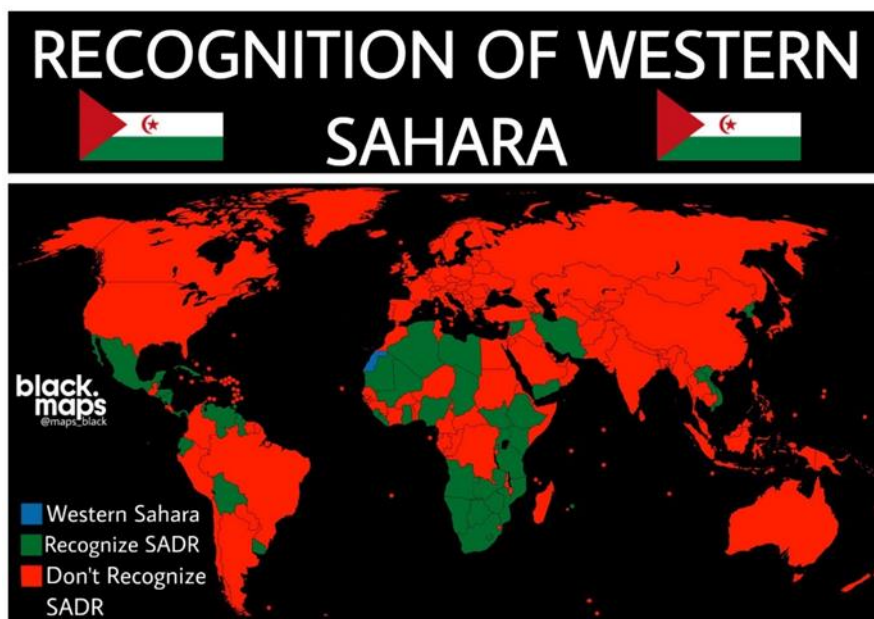 RECOGNITION OF WESTERN
SAHARA
black.
maps
@maps_black
Western Sahara
Recognize SADR
Don't Recognize
SADR